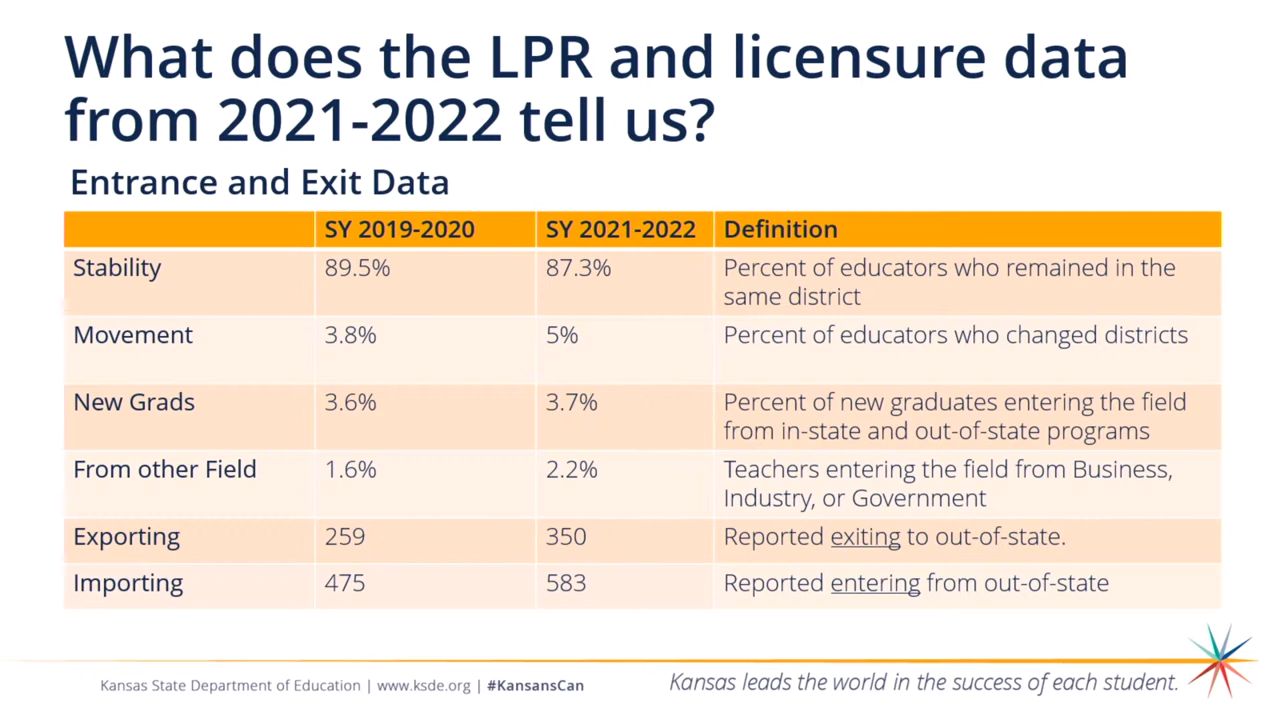 What does the LPR and licensure data
from 2021-2022 tell us?
Entrance and Exit Data
SY 2019-2020 SY 2021-2022 Definition
Stability 89.5% 87.3% Percent of educators who remained in the
same district
Movement 3.8% 5% Percent of educators who changed districts
New Grads 3.6% 3.7% Percent of new graduates entering the field
from in-state and out-of-state programs
From other Field 1.6% 2.2% Teachers entering the field from Business,
Industry, or Government
Exporting 259 350 Reported exiting to out-of-state.
Importing 475 583 Reported entering from out-of-state
Kansas State Department of Education | www.ksde.org | #KansansCan
Kansas leads the world in the success of each student.